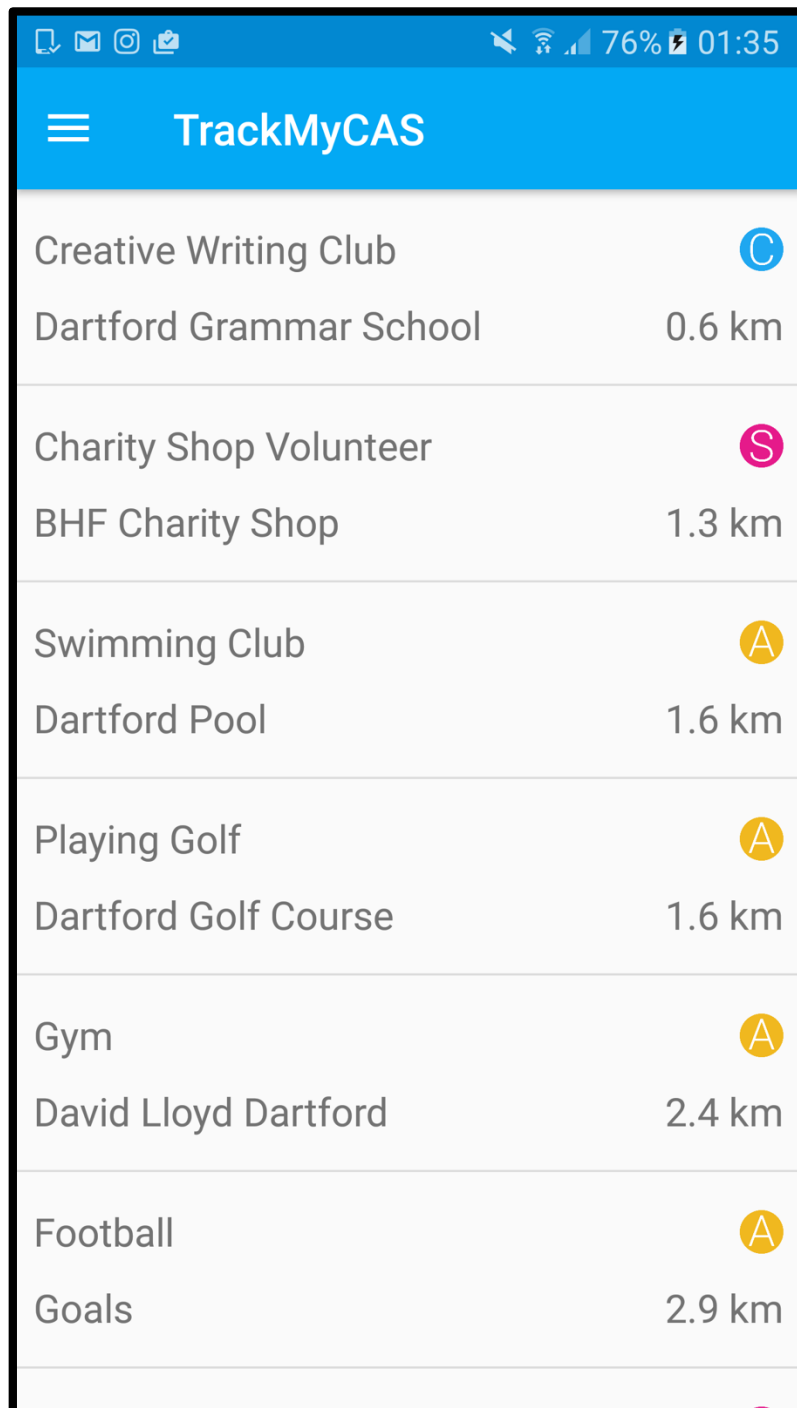 76% 01:35
TrackMyCAS
Creative Writing Club C
Dartford Grammar School 0.6 km
Charity Shop Volunteer S
BHF Charity Shop 1.3 km
Swimming Club A
Dartford Pool 1.6 km
Playing Golf A
Dartford Golf Course 1.6 km
Gym A
David Lloyd Dartford 2.4 km
Football A
Goals 2.9 km